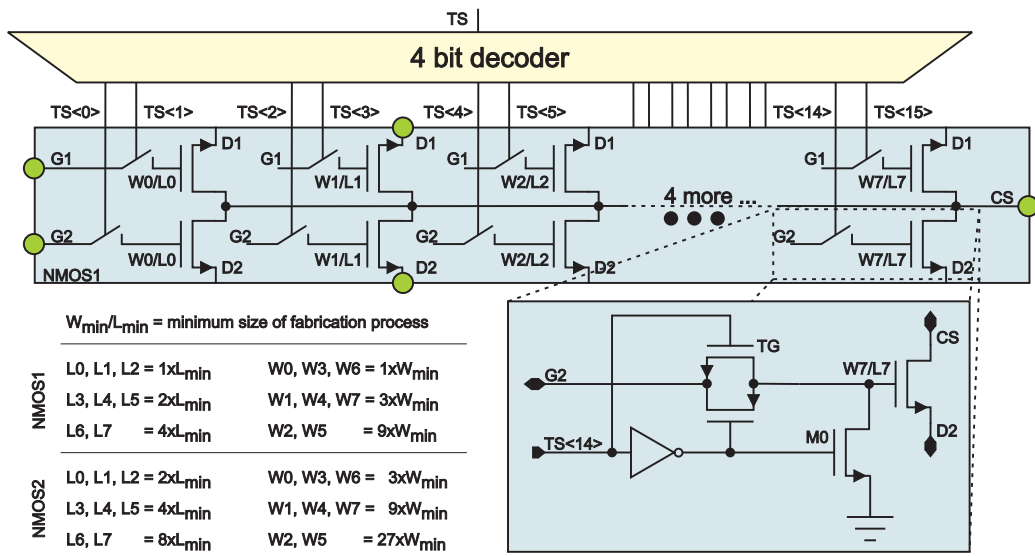 TS
4 bit decoder
TS<0> TS<1> TS<2> TS<3> TS<4> TS<5> TS<14> TS<15>
D1 D1 D1 D1
G1 G1 G1 G1
W0/L0 W1/L1 W2/L2 W7/L7
4 more ... CS
G2 G2 G2 G2
W0/L0 W1/L1 W2/L2 W7/L7
NMOS1 D2 D2 D2 D2
Wmin/Lmin = minimum size of fabrication process
NMOS1
L0, L1, L2 = 1xLmin W0, W3, W6 = 1xWmin
L3, L4, L5 = 2xLmin W1, W4, W7 = 3xWmin
L6, L7 = 4xLmin W2, W5 = 9xWmin
NMOS2
L0, L1, L2 = 2xLmin W0, W3, W6 = 3xWmin
L3, L4, L5 = 4xLmin W1, W4, W7 = 9xWmin
L6, L7 = 8xLmin W2, W5 = 27xWmin
TG CS
G2 W7/L7
D2
TS<14> M0